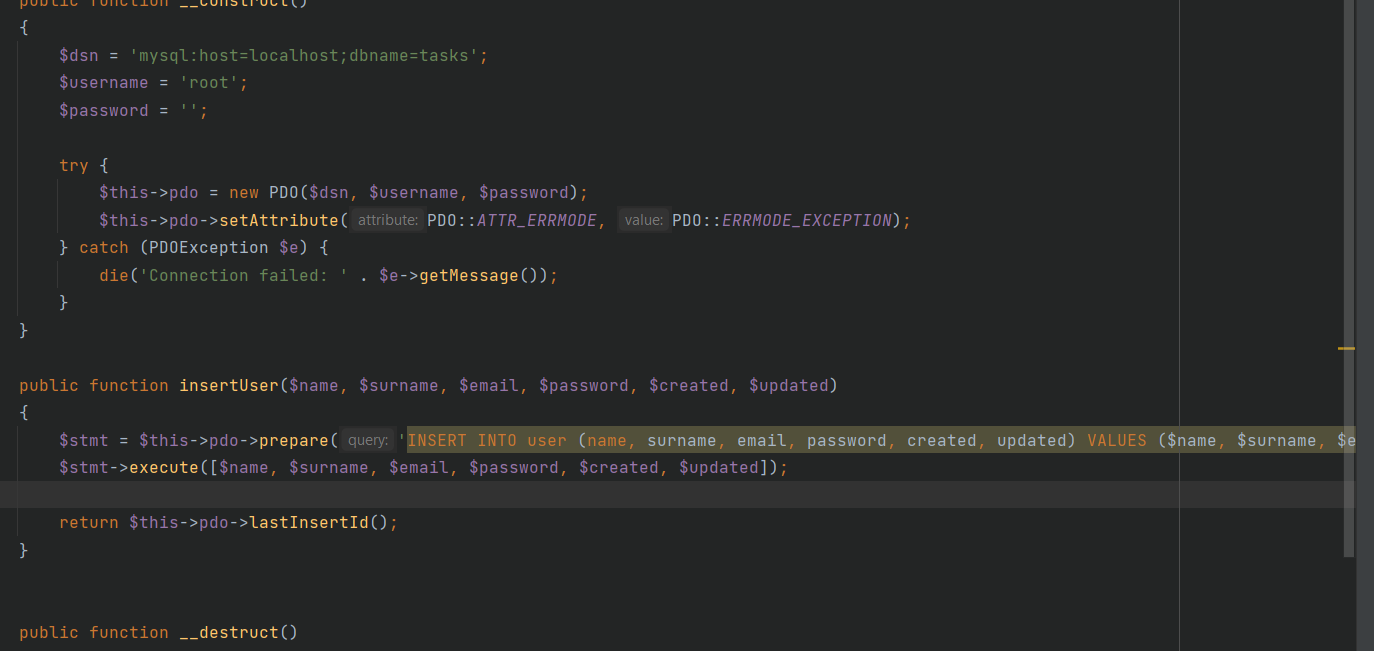 public function __construct()
{
$dsn = 'mysql:host=localhost;dbname=tasks';
$username = 'root';
$password = '';
try {
$this->pdo = new PDO($dsn, $username, $password);
$this->pdo->setAttribute( attribute: PDO::ATTR_ERRMODE, value: PDO::ERRMODE_EXCEPTION);
} catch (PDOException $e) {
die('Connection failed: ' . $e->getMessage());
}
}
public function insertUser($name, $surname, $email, $password, $created, $updated)
{
$stmt = $this->pdo->prepare( query: 'INSERT INTO user (name, surname, email, password, created, updated) VALUES ($name, $surname, $e
$stmt->execute([$name, $surname, $email, $password, $created, $updated]);
return $this->pdo->lastInsertId();
}
public function __destruct()